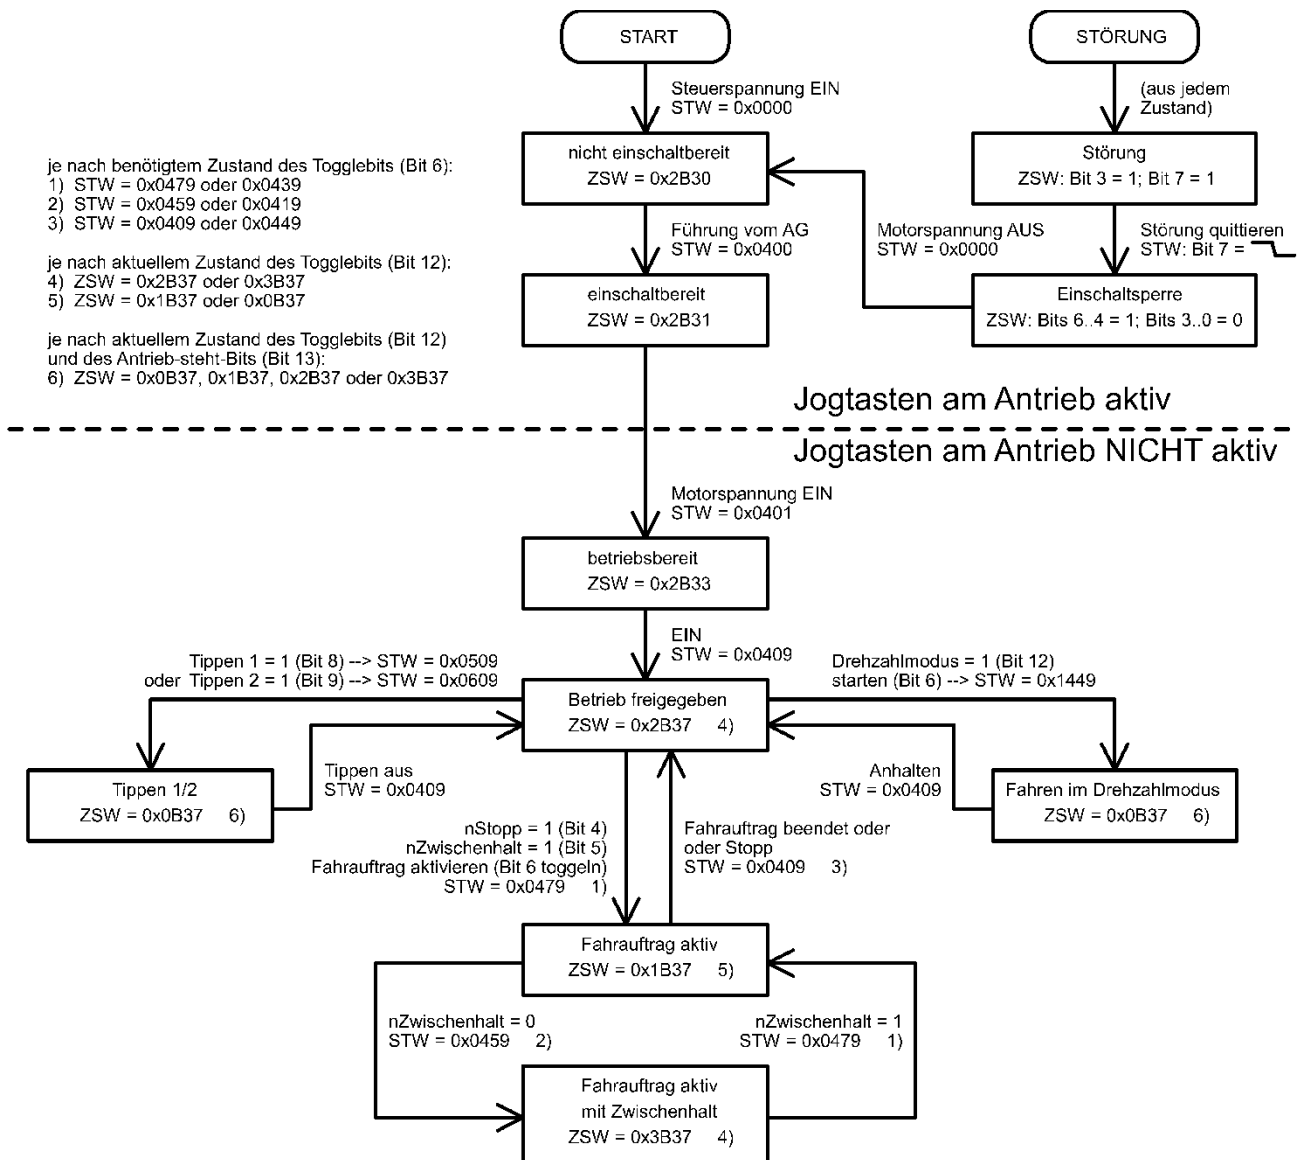 START
STÖRUNG
Steuerspannung EIN
STW = 0x0000
(aus jedem
Zustand)
nicht einschaltbereit
ZSW = 0x2B30
Störung
ZSW: Bit 3 = 1; Bit 7 = 1
je nach benötigtem Zustand des Togglebits (Bit 6):
1) STW = 0x0479 oder 0x0439
2) STW = 0x0459 oder 0x0419
3) STW = 0x0409 oder 0x0449
Führung vom AG
STW = 0x0400
Motorspannung AUS
STW = 0x0000
Störung quittieren
STW: Bit 7 =
je nach aktuellem Zustand des Togglebits (Bit 12):
4) ZSW = 0x2B37 oder 0x3B37
5) ZSW = 0x1B37 oder 0x0B37
einschaltbereit
ZSW = 0x2B31
Einschaltsperre
ZSW: Bits 6..4 = 1; Bits 3..0 = 0
je nach aktuellem Zustand des Togglebits (Bit 12)
und des Antrieb-steht-Bits (Bit 13):
6) ZSW = 0x0B37, 0x1B37, 0x2B37 oder 0x3B37
Jogtasten am Antrieb aktiv
Jogtasten am Antrieb NICHT aktiv
Motorspannung EIN
STW = 0x0401
betriebsbereit
ZSW = 0x2B33
EIN
STW = 0x0409
Tippen 1 = 1 (Bit 8) --> STW = 0x0509
oder Tippen 2 = 1 (Bit 9) --> STW = 0x0609
Drehzahlmodus = 1 (Bit 12)
starten (Bit 6) --> STW = 0x1449
Betrieb freigegeben
ZSW = 0x2B37 4)
Tippen 1/2
ZSW = 0x0B37 6)
Tippen aus
STW = 0x0409
Anhalten
STW = 0x0409
Fahren im Drehzahlmodus
ZSW = 0x0B37 6)
nStopp = 1 (Bit 4)
nZwischenhalt = 1 (Bit 5)
Fahrauftrag aktivieren (Bit 6 toggeln)
STW = 0x0479 1)
Fahrauftrag beendet oder
oder Stopp
STW = 0x0409 3)
Fahrauftrag aktiv
ZSW = 0x1B37 5)
nZwischenhalt = 0
STW = 0x0459 2)
nZwischenhalt = 1
STW = 0x0479 1)
Fahrauftrag aktiv
mit Zwischenhalt
ZSW = 0x3B37 4)